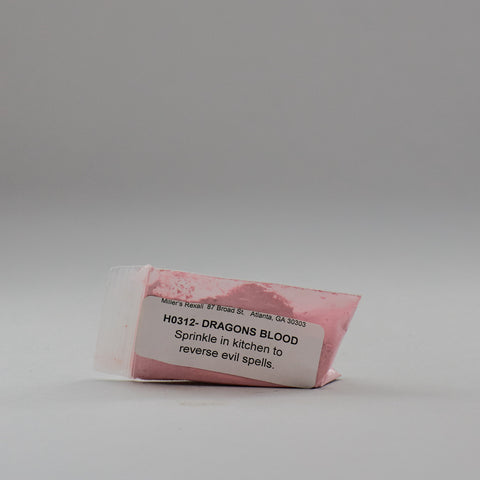 Miller's Rexall 87 Broad St. Atlanta, GA 30303
H0312- DRAGONS BLOOD
Sprinkle in kitchen to
reverse evil spells.